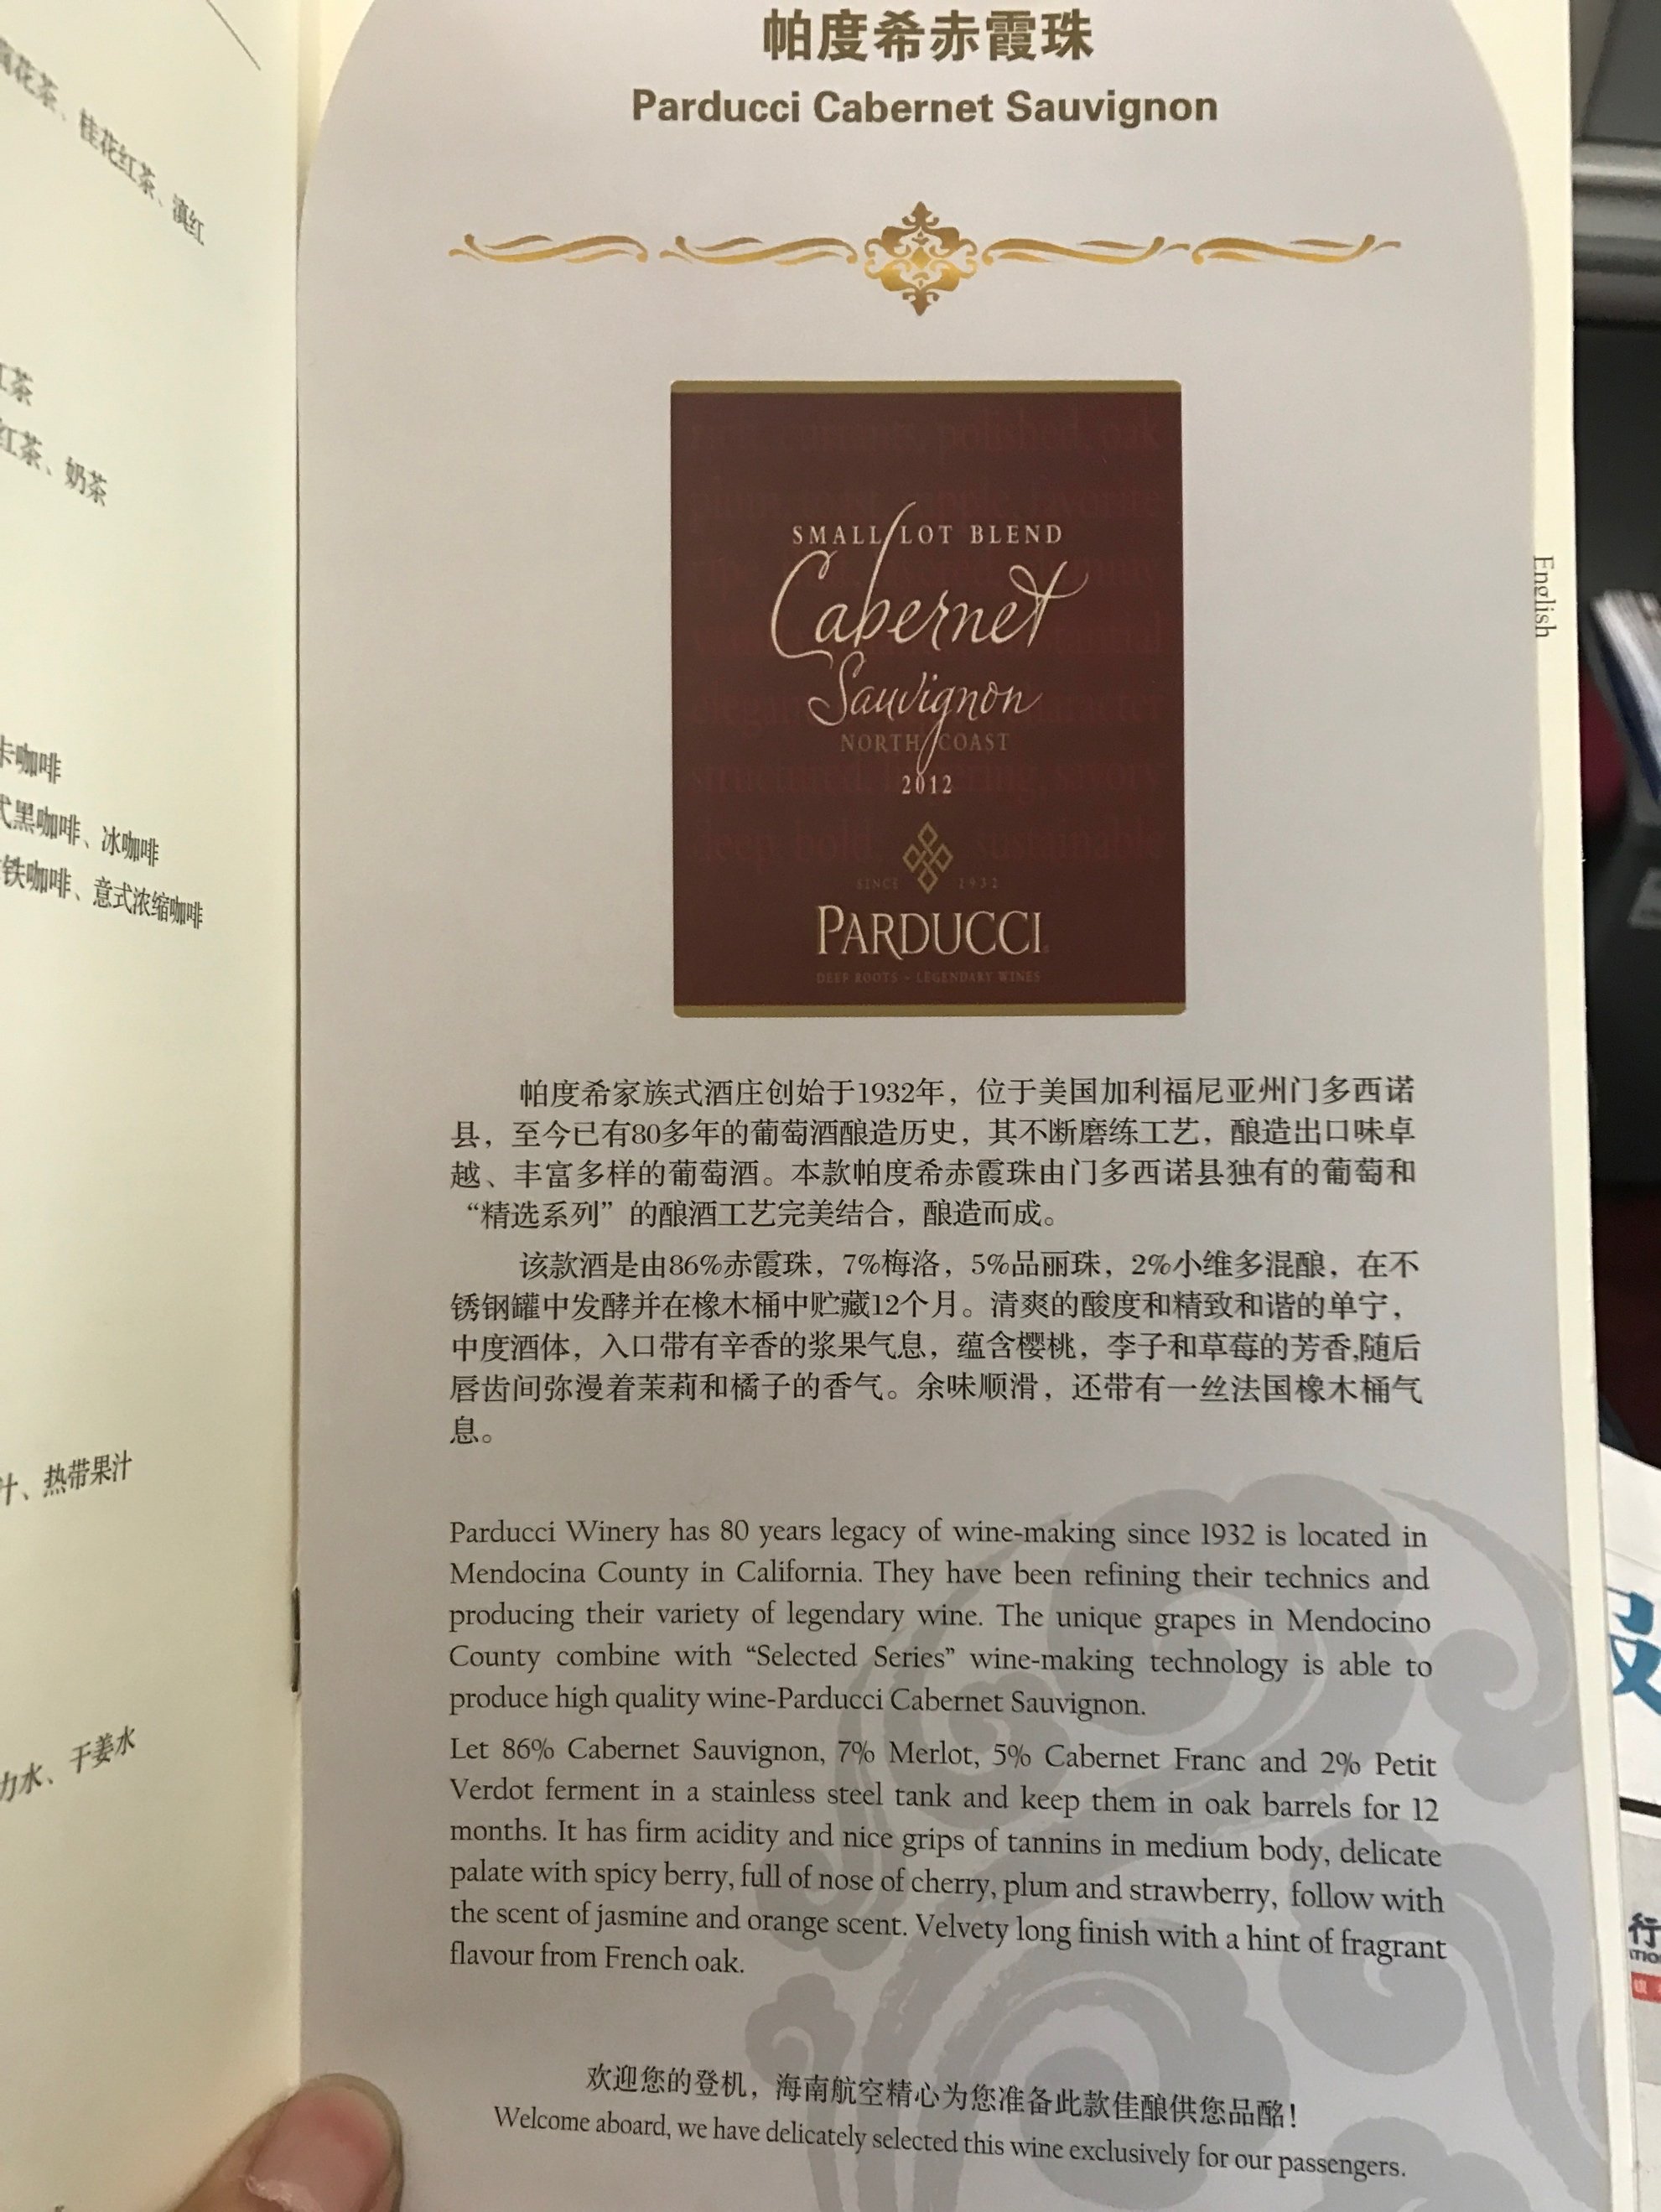 桂花红茶、滇红
红茶、奶茶
卡咖啡
式黑咖啡、冰咖啡
铁咖啡、意式浓缩咖啡
汁、热带果汁
力水、干姜水
帕度希赤霞珠
Parducci Cabernet Sauvignon
SMALL LOT BLEND
Cabernet
Sauvignon
NORTH COAST
2012
SINCE 1932
PARDUCCI
DEEP ROOTS - LEGENDARY WINES
帕度希家族式酒庄创始于1932年，位于美国加利福尼亚州门多西诺
县，至今已有80多年的葡萄酒酿造历史，其不断磨练工艺，酿造出口味卓
越、丰富多样的葡萄酒。本款帕度希赤霞珠由门多西诺县独有的葡萄和
“精选系列”的酿酒工艺完美结合，酿造而成。
该款酒是由86%赤霞珠，7%梅洛，5%品丽珠，2%小维多混酿，在不
锈钢罐中发酵并在橡木桶中贮藏12个月。清爽的酸度和精致和谐的单宁，
中度酒体，入口带有辛香的浆果气息，蕴含樱桃，李子和草莓的芳香,随后
唇齿间弥漫着茉莉和橘子的香气。余味顺滑，还带有一丝法国橡木桶气
息。
Parducci Winery has 80 years legacy of wine-making since 1932 is located in
Mendocina County in California. They have been refining their technics and
producing their variety of legendary wine. The unique grapes in Mendocino
County combine with “Selected Series” wine-making technology is able to
produce high quality wine-Parducci Cabernet Sauvignon.
Let 86% Cabernet Sauvignon, 7% Merlot, 5% Cabernet Franc and 2% Petit
Verdot ferment in a stainless steel tank and keep them in oak barrels for 12
months. It has firm acidity and nice grips of tannins in medium body, delicate
palate with spicy berry, full of nose of cherry, plum and strawberry, follow with
the scent of jasmine and orange scent. Velvety long finish with a hint of fragrant
flavour from French oak.
欢迎您的登机，海南航空精心为您准备此款佳酿供您品酩！
Welcome aboard, we have delicately selected this wine exclusively for our passengers.
English